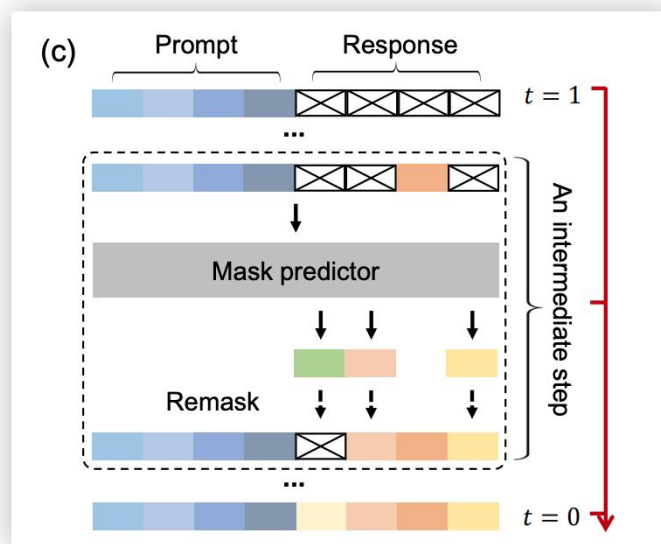 (c)
Prompt
Response
t = 1
...
Mask predictor
An intermediate step
Remask
...
t = 0